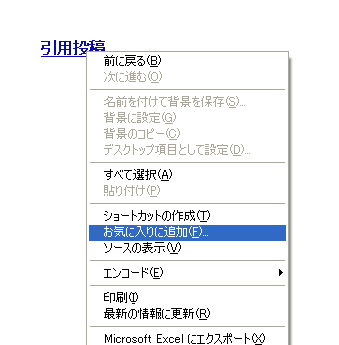 引用投稿
前に戻る(B)
次に進む(O)
名前を付けて背景を保存(S)...
背景に設定(G)
背景のコピー(C)
デスクトップ項目として設定(D)...
すべて選択(A)
貼り付け(P)
ショートカットの作成(T)
お気に入りに追加(F)...
ソースの表示(V)
エンコード(E)
印刷(I)
最新の情報に更新(R)
Microsoft Excel にエクスポート(X)